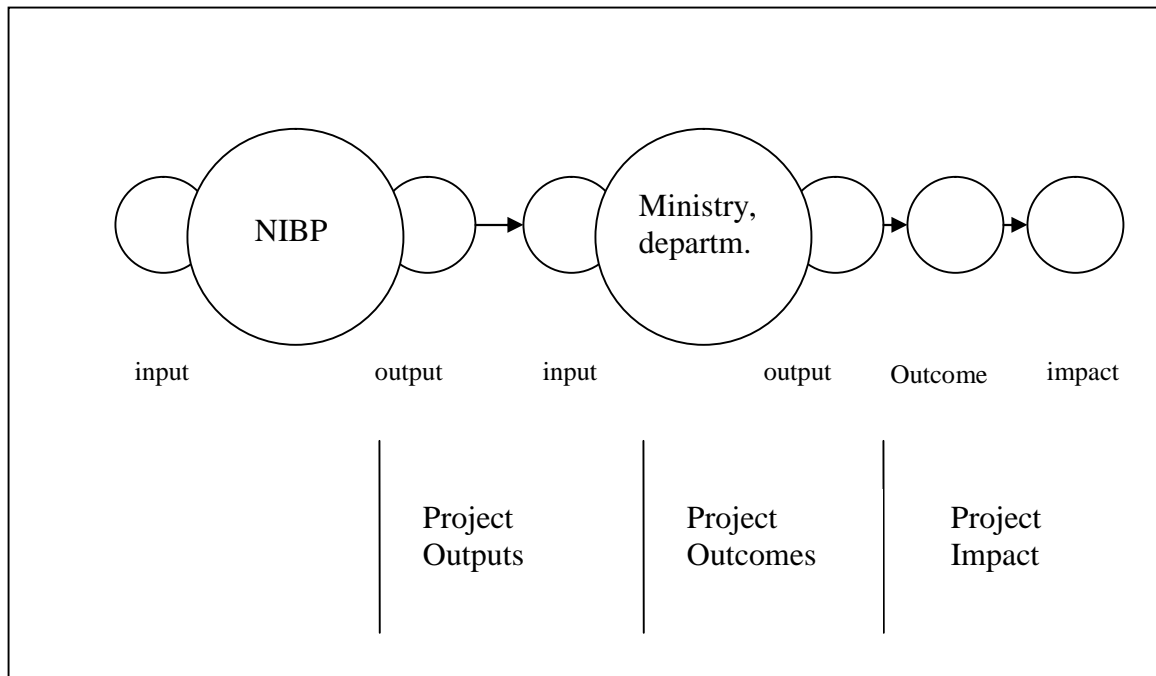 NIBP
Ministry,
departm.
input
output
input
output
Outcome
impact
Project
Outputs
Project
Outcomes
Project
Impact